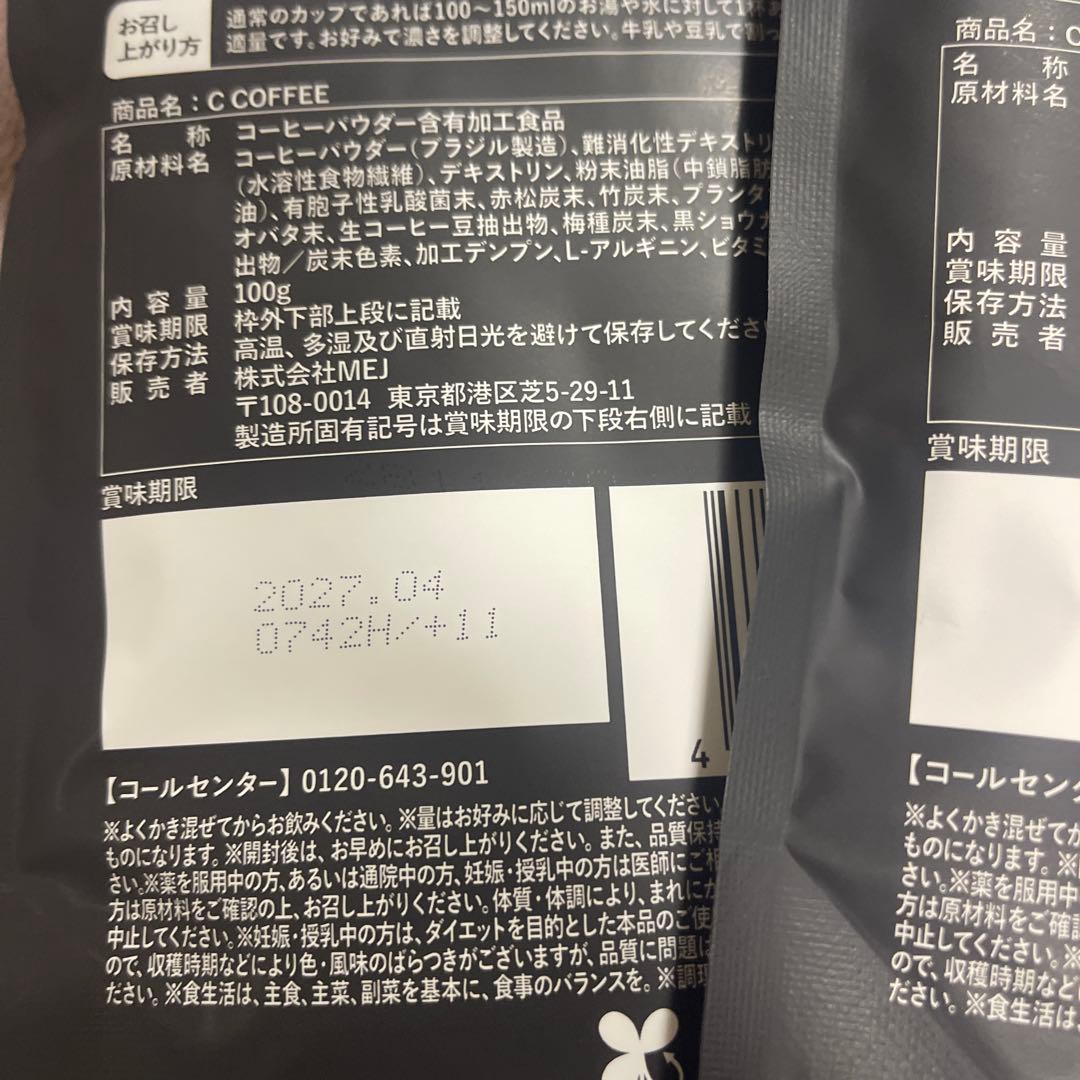 お召し
上がり方
通常のカップであれば100〜150mlのお湯や水に対して1杯
適量です。お好みで濃さを調整してください。牛乳や豆乳で割っ
商品名：C COFFEE
名称 コーヒーパウダー含有加工食品
原材料名 コーヒーパウダー(ブラジル製造)、難消化性デキストリ
(水溶性食物繊維)、デキストリン、粉末油脂(中鎖脂肪
油)、有胞子性乳酸菌末、赤松炭末、竹炭末、プランタ
オバタ末、生コーヒー豆抽出物、梅種炭末、黒ショウガ
出物／炭末色素、加工デンプン、L-アルギニン、ビタミ
内容量 100g
賞味期限 枠外下部上段に記載
保存方法 高温、多湿及び直射日光を避けて保存してくださ
販売者 株式会社MEJ
〒108-0014 東京都港区芝5-29-11
製造所固有記号は賞味期限の下段右側に記載
賞味期限
2027.04
0742H/+11
4
【コールセンター】0120-643-901
※よくかき混ぜてからお飲みください。※量はお好みに応じて調整してください
ものになります。※開封後は、お早めにお召し上がりください。また、品質保持
さい。※薬を服用中の方、あるいは通院中の方、妊娠・授乳中の方は医師にご相
方は原材料をご確認の上、お召し上がりください。体質・体調により、まれにか
中止してください。※妊娠・授乳中の方は、ダイエットを目的とした本品のご使
ので、収穫時期などにより色・風味のばらつきがございますが、品質に問題は
ださい。※食生活は、主食、主菜、副菜を基本に、食事のバランスを。※調理
商品名：C
名称
原材料名
内容量
賞味期限
保存方法
販売者
賞味期限
【コールセン
※よくかき混ぜてか
ものになります。※
さい。※薬を服用中
方は原材料をご確認
中止してください。※
ので、収穫時期など
ださい。※食生活は、